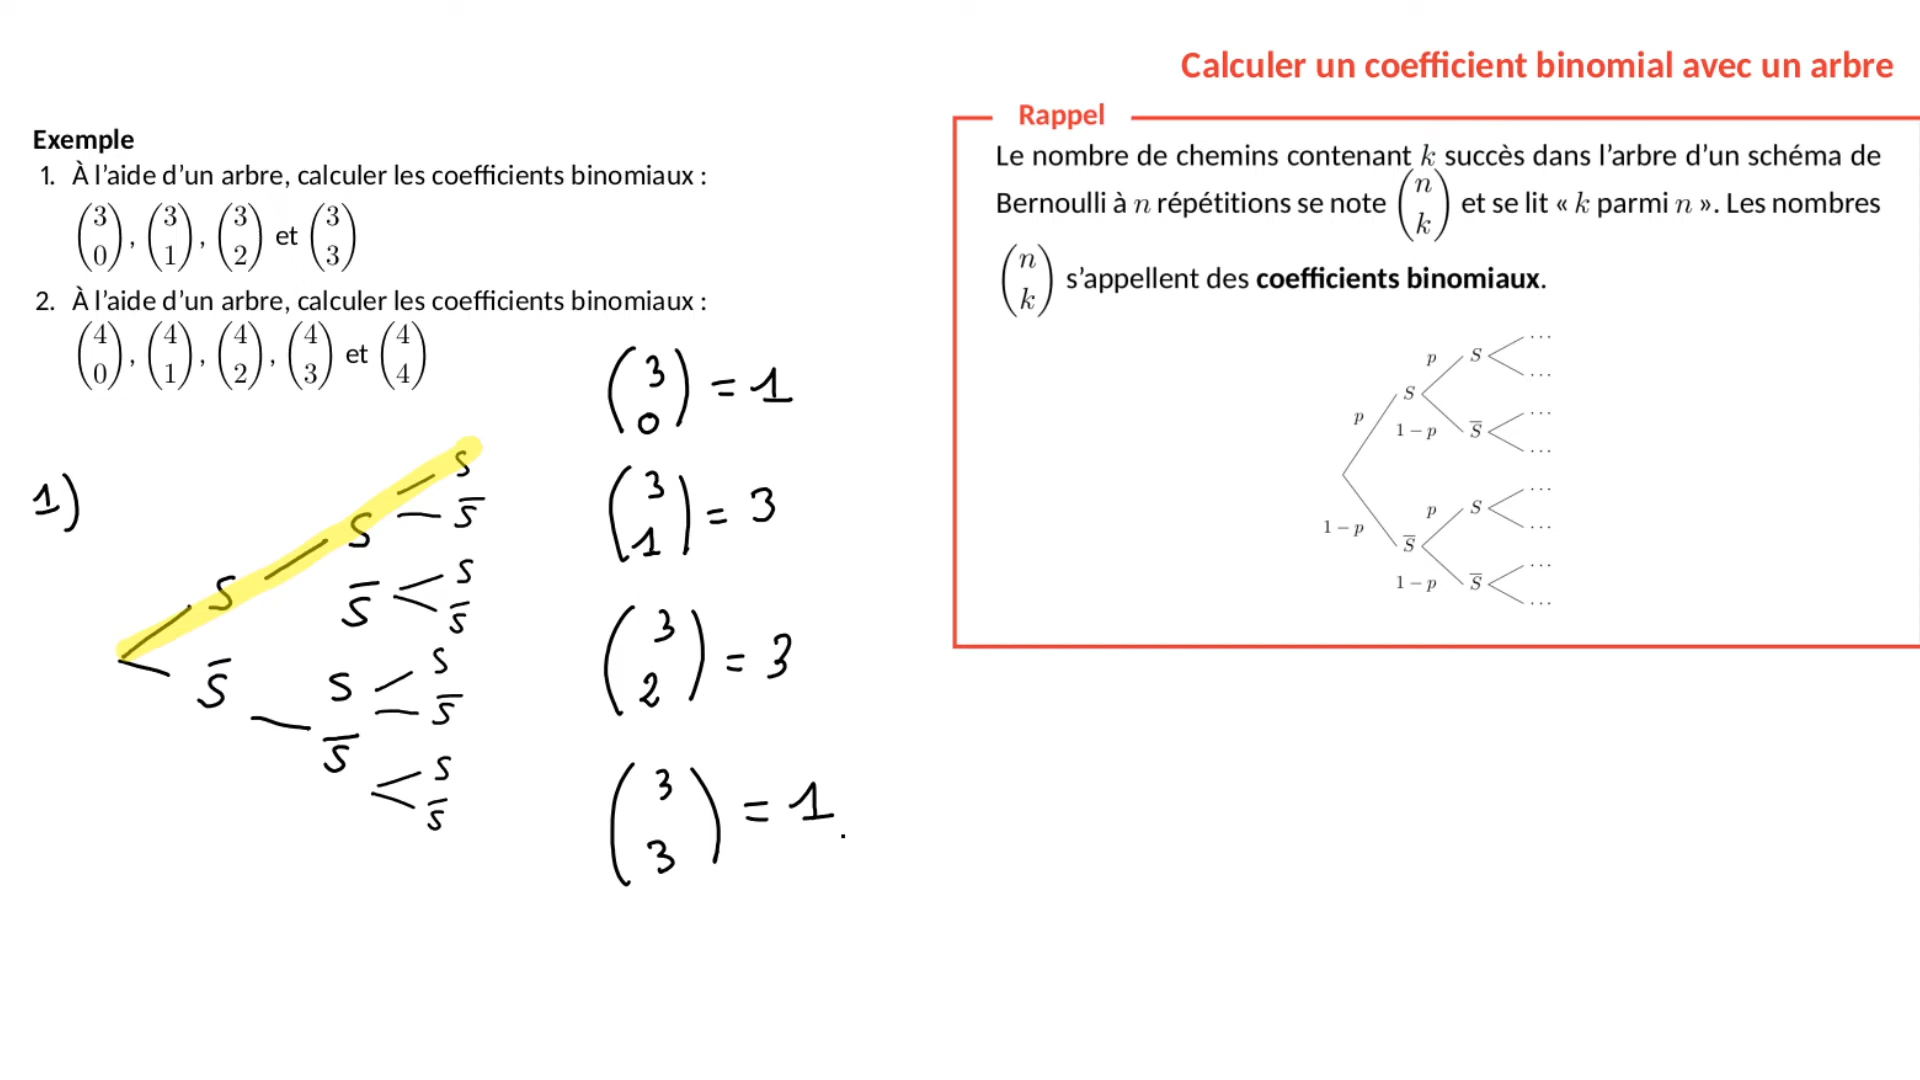 Calculer un coefficient binomial avec un arbre
Exemple
1. À l'aide d'un arbre, calculer les coefficients binomiaux :
(3 0), (3 1), (3 2) et (3 3)
2. À l'aide d'un arbre, calculer les coefficients binomiaux :
(4 0), (4 1), (4 2), (4 3) et (4 4)
1)
S
S̅
S
S̅
S
S̅
S
S̅
S
S̅
S
S̅
S
S̅
(3 0) = 1
(3 1) = 3
(3 2) = 3
(3 3) = 1.
Rappel
Le nombre de chemins contenant k succès dans l'arbre d'un schéma de
Bernoulli à n répétitions se note (n k) et se lit « k parmi n ». Les nombres
(n k) s'appellent des coefficients binomiaux.
p S ...
...
S
p 1 − p S̅ ...
...
1 − p p S ...
...
S̅
1 − p S̅ ...
...